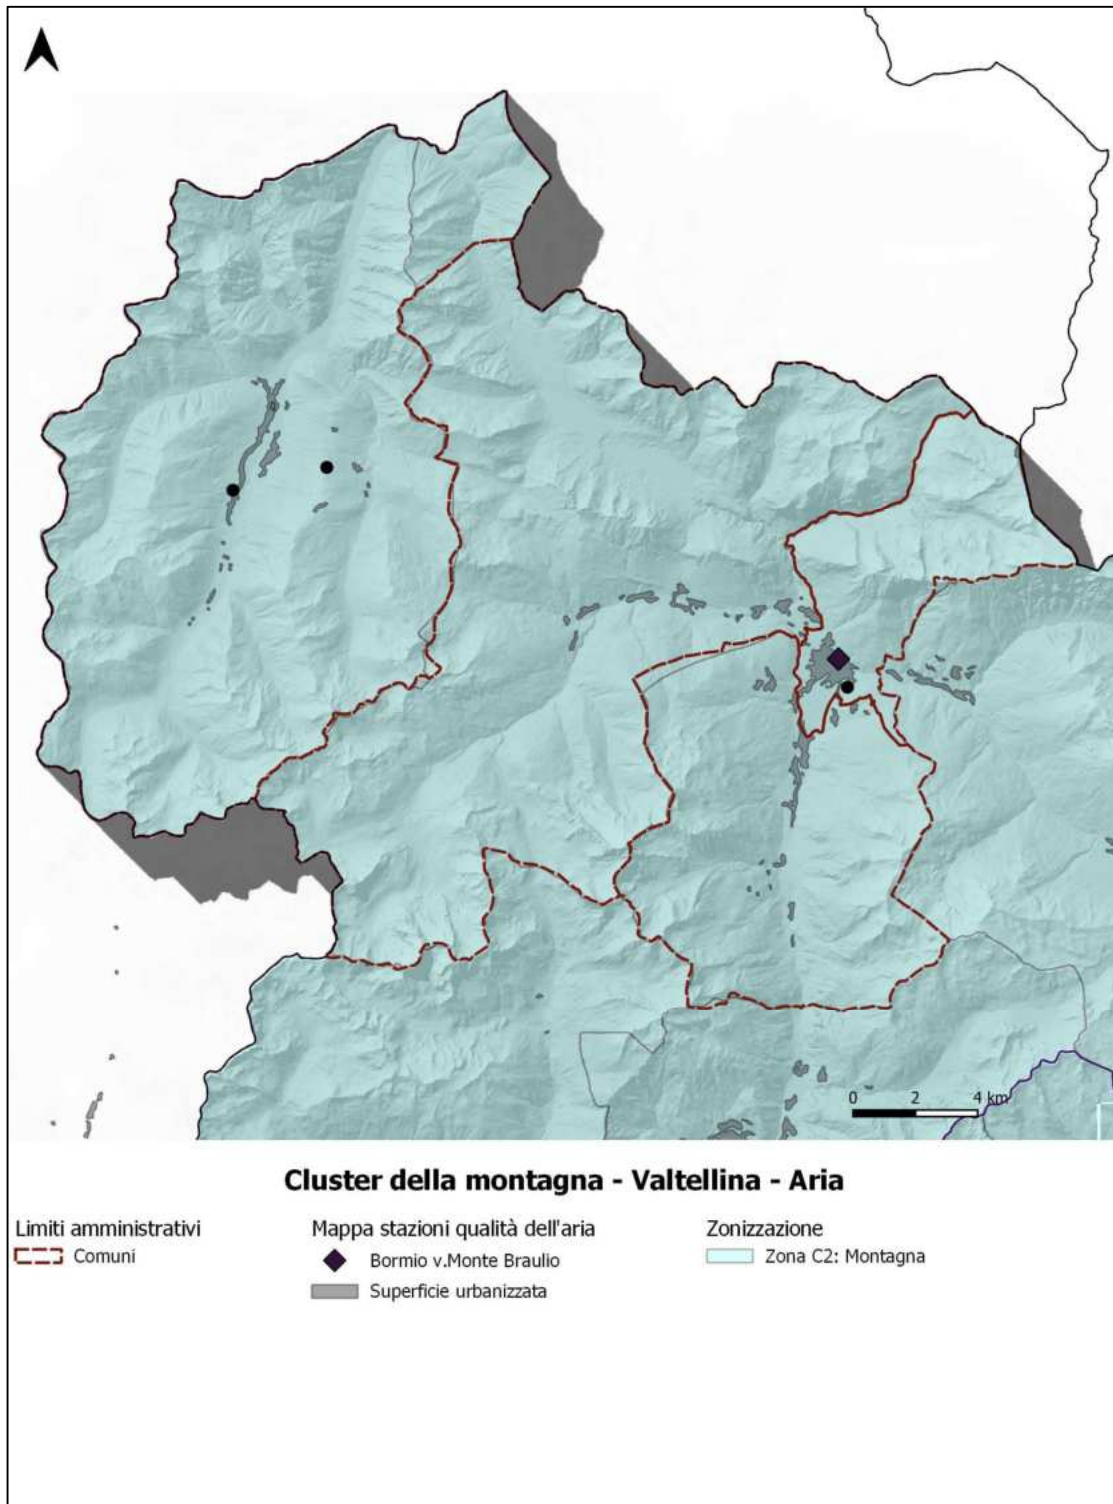 0 2 4 km
Cluster della montagna - Valtellina - Aria
Limiti amministrativi
Comuni
Mappa stazioni qualità dell'aria
Bormio v.Monte Braulio
Superficie urbanizzata
Zonizzazione
Zona C2: Montagna